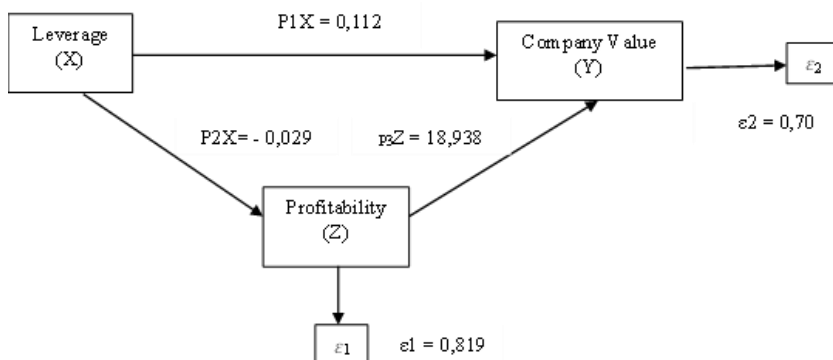 P1X = 0,112
Leverage
(X)
Company Value
(Y)
ε2
ε2 = 0,70
P2X= - 0,029
p3Z = 18,938
Profitability
(Z)
ε1
ε1 = 0,819